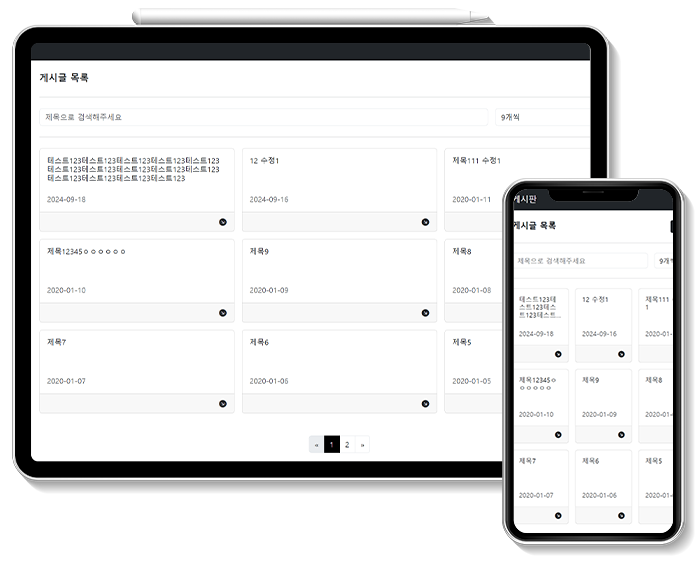 게시글 목록
제목으로 검색해주세요
9개씩
테스트123테스트123테스트123테스트123테스트123
테스트123테스트123테스트123테스트123테스트123
테스트123테스트123테스트123테스트123
2024-09-18
12 수정1
2024-09-16
제목111 수정1
2020-01-11
제목12345ㅇㅇㅇㅇㅇㅇ
2020-01-10
제목9
2020-01-09
제목8
2020-01-08
제목7
2020-01-07
제목6
2020-01-06
제목5
2020-01-05
« 1 2 »
게시판
게시글 목록
제목으로 검색해주세요
9개씩
테스트123테
스트123테스
트123테스트...
2024-09-18
12 수정1
2024-09-16
제목111
1
2020-01-
제목12345ㅇ
ㅇㅇㅇㅇㅇ
2020-01-10
제목9
2020-01-09
제목8
2020-01-
제목7
2020-01-07
제목6
2020-01-06
제목5
2020-01-